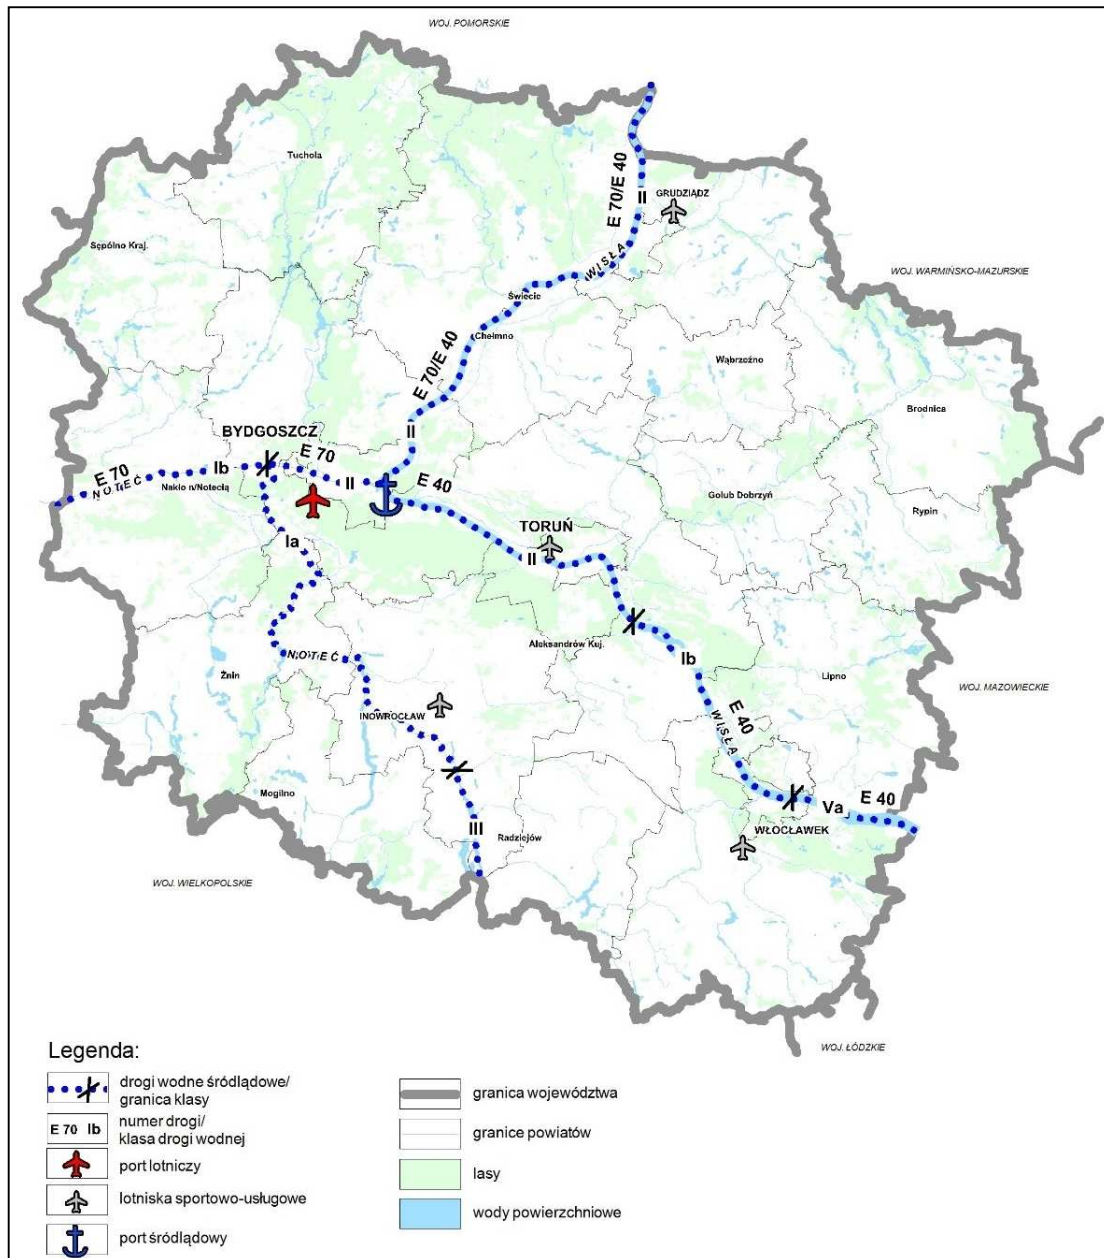 WOJ. POMORSKIE
Tuchola
E 70/E 40
II
GRUDZIĄDZ
Sępólno Kraj.
WISŁA
WOJ. WARMIŃSKO-MAZURSKIE
Świecie
Chełmno
E 70/E 40
Wąbrzeźno
Brodnica
II
BYDGOSZCZ
E 70
Ib
E 70
NOTEĆ
Nakło n/Notecią
II
E 40
Golub Dobrzyń
Rypin
TORUŃ
Ia
II
Aleksandrów Kuj.
NOTEĆ
Ib
Żnin
Lipno
WOJ. MAZOWIECKIE
E 40
INOWROCŁAW
WISŁA
Mogilno
E 40
Va
III
Radziejów
WŁOCŁAWEK
WOJ. WIELKOPOLSKIE
WOJ. ŁÓDZKIE
Legenda:
drogi wodne śródlądowe/
granica klasy
E 70 Ib
numer drogi/
klasa drogi wodnej
port lotniczy
lotniska sportowo-usługowe
port śródlądowy
granica województwa
granice powiatów
lasy
wody powierzchniowe